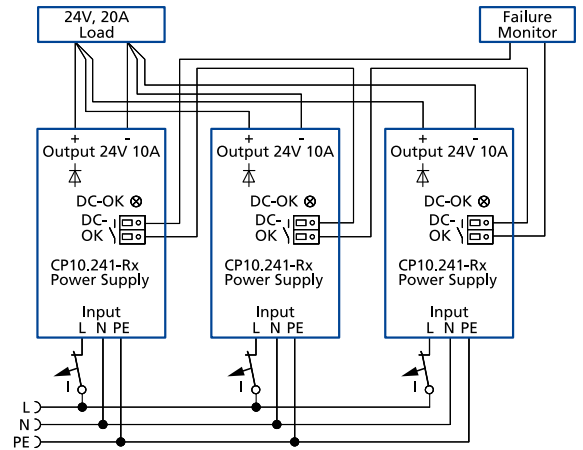 24V, 20A
Load
Failure
Monitor
+ -
Output 24V 10A
DC-OK
DC-
OK
I
CP10.241-Rx
Power Supply
Input
L N PE
I
+ -
Output 24V 10A
DC-OK
DC-
OK
I
CP10.241-Rx
Power Supply
Input
L N PE
I
+ -
Output 24V 10A
DC-OK
DC-
OK
I
CP10.241-Rx
Power Supply
Input
L N PE
I
L
N
PE